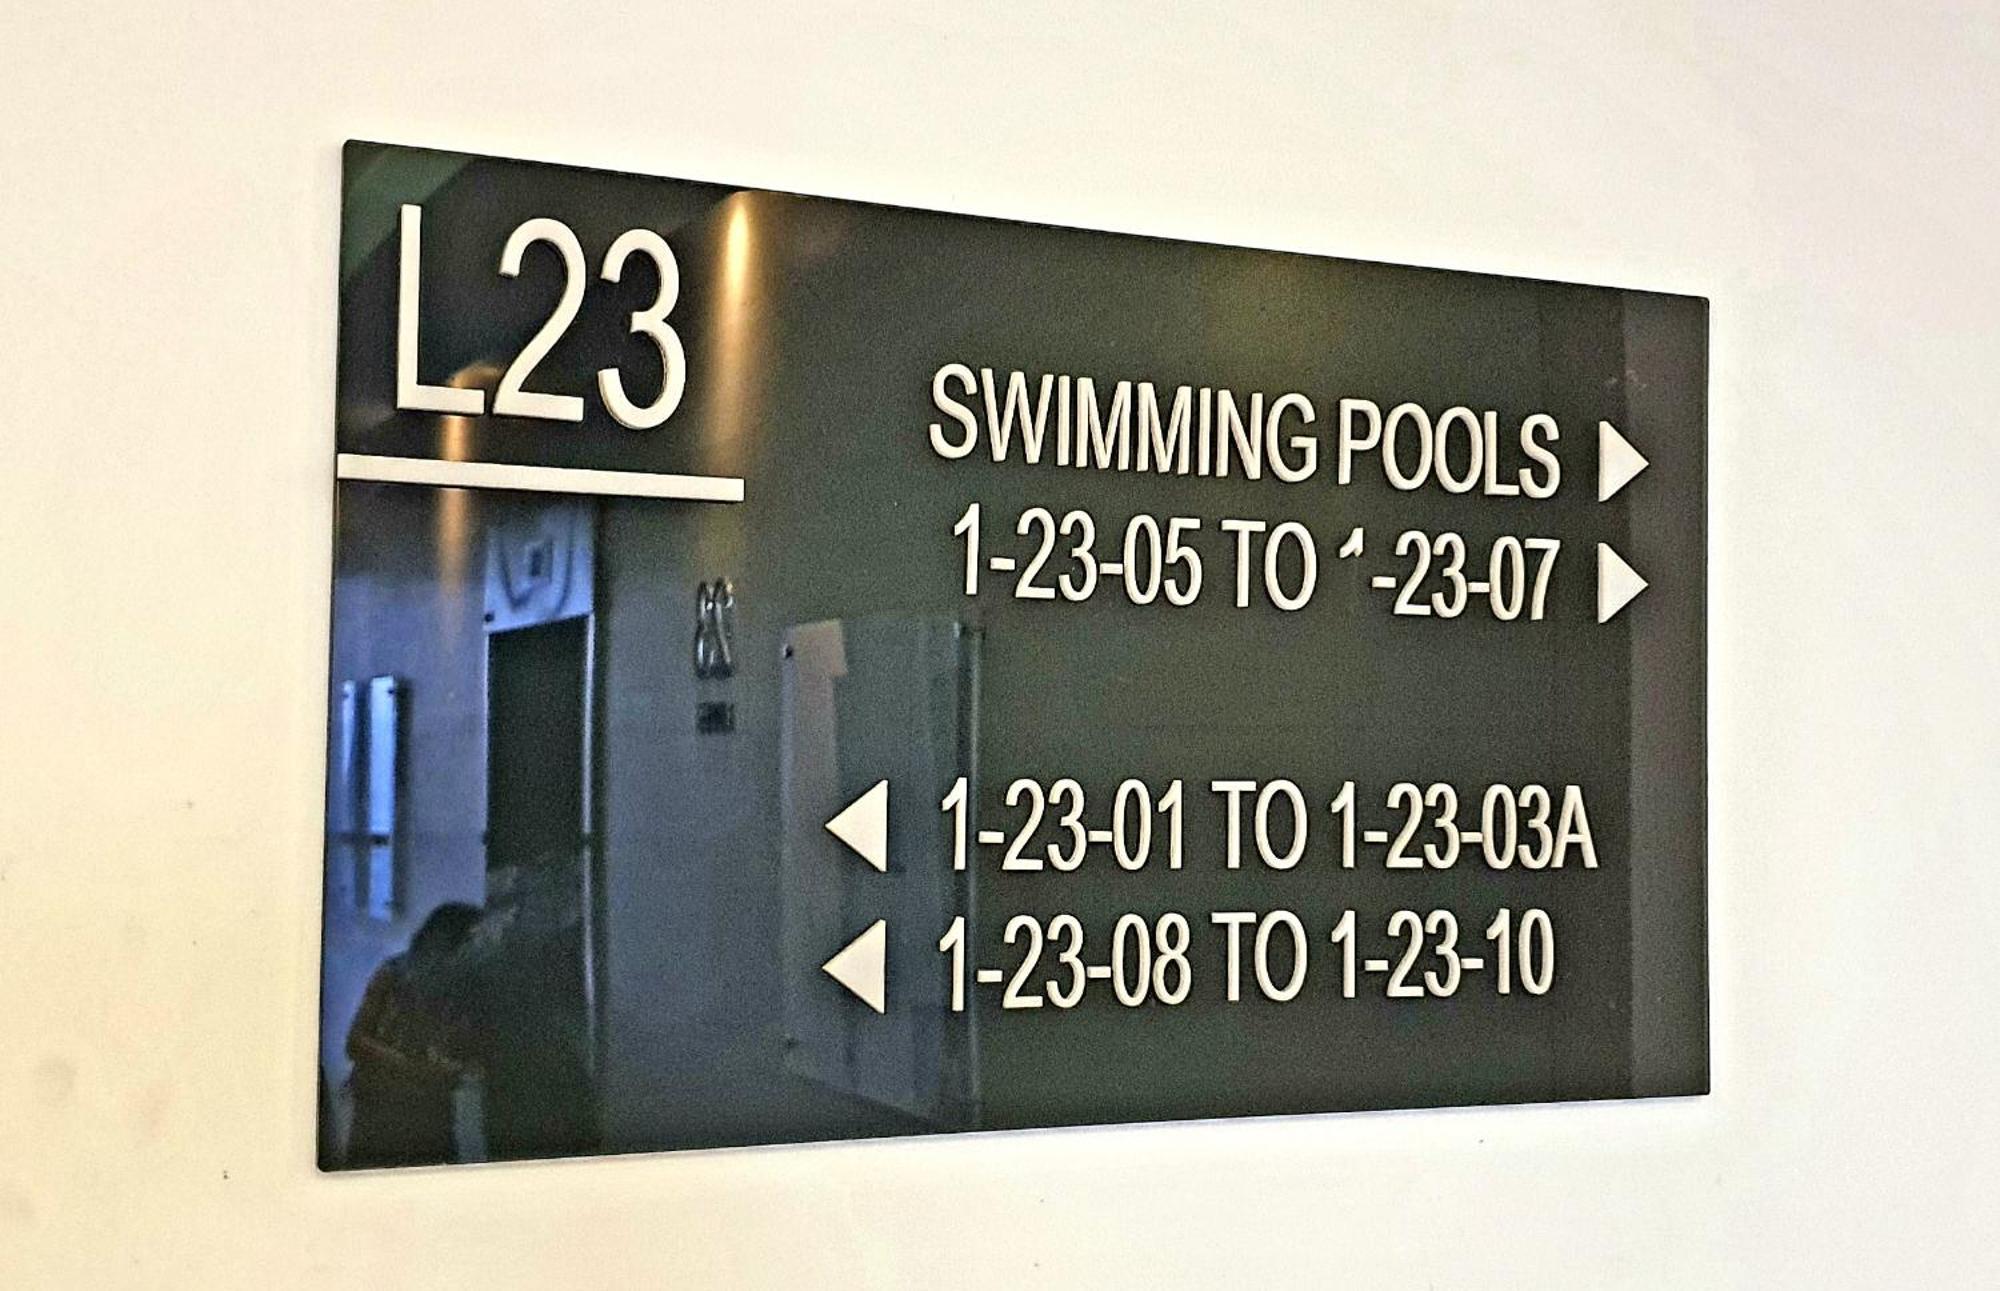 L23
SWIMMING POOLS ▶
1-23-05 TO 1-23-07 ▶
◀ 1-23-01 TO 1-23-03A
◀ 1-23-08 TO 1-23-10